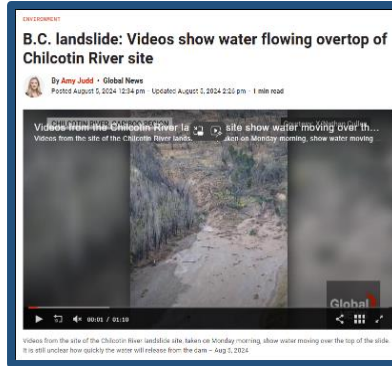 ENVIRONMENT
B.C. landslide: Videos show water flowing overtop of
Chilcotin River site
By Amy Judd • Global News
Posted August 5, 2024 12:34 pm · Updated August 5, 2024 2:26 pm · 1 min read
CHILCOTIN RIVER, CARIBOO REGION
Courtesy: X/Nathan Cullen
Videos from the Chilcotin River la site show water moving over th...
Videos from the site of the Chilcotin River lands taken on Monday morning, show water moving ...
Global
00:01 / 01:10
Videos from the site of the Chilcotin River landslide site, taken on Monday morning, show water moving over the top of the slide.
It is still unclear how quickly the water will release from the dam – Aug 5, 2024